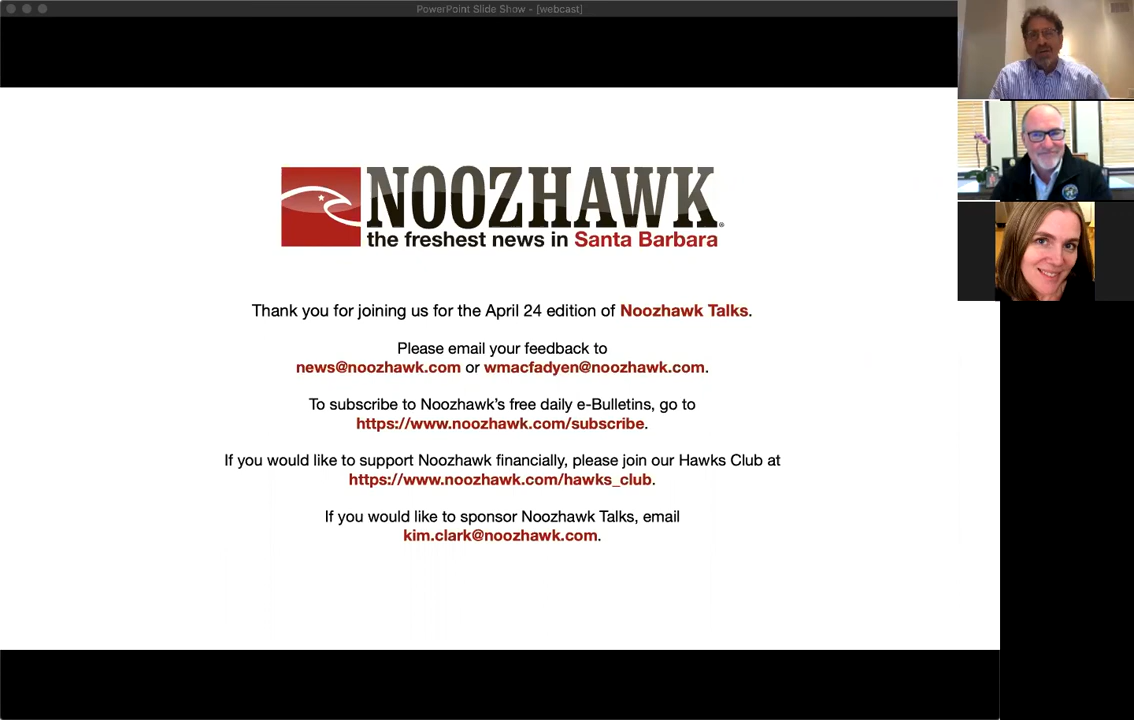 PowerPoint Slide Show - [webcast]
NOOZHAWK®
the freshest news in Santa Barbara
Thank you for joining us for the April 24 edition of Noozhawk Talks.
Please email your feedback to
news@noozhawk.com or wmacfadyen@noozhawk.com.
To subscribe to Noozhawk’s free daily e-Bulletins, go to
https://www.noozhawk.com/subscribe.
If you would like to support Noozhawk financially, please join our Hawks Club at
https://www.noozhawk.com/hawks_club.
If you would like to sponsor Noozhawk Talks, email
kim.clark@noozhawk.com.